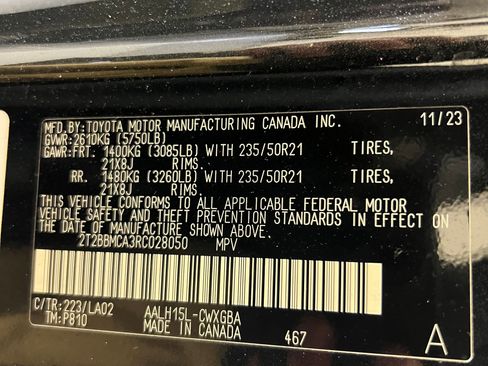 MFD.BY:TOYOTA MOTOR MANUFACTURING CANADA INC. 11/23
GVWR:2610KG (5750LB)
GAWR:FRT. 1400KG (3085LB) WITH 235/50R21 TIRES,
21X8J RIMS.
RR. 1480KG (3260LB) WITH 235/50R21 TIRES,
21X8J RIMS.
THIS VEHICLE CONFORMS TO ALL APPLICABLE FEDERAL MOTOR
VEHICLE SAFETY AND THEFT PREVENTION STANDARDS IN EFFECT ON
THE DATE OF MANUFACTURE SHOWN ABOVE.
2T2BBMCA3RC028050 MPV
C/TR:223/LA02 AALH15L-CWXGBA
TM:P810 MADE IN CANADA 467 A